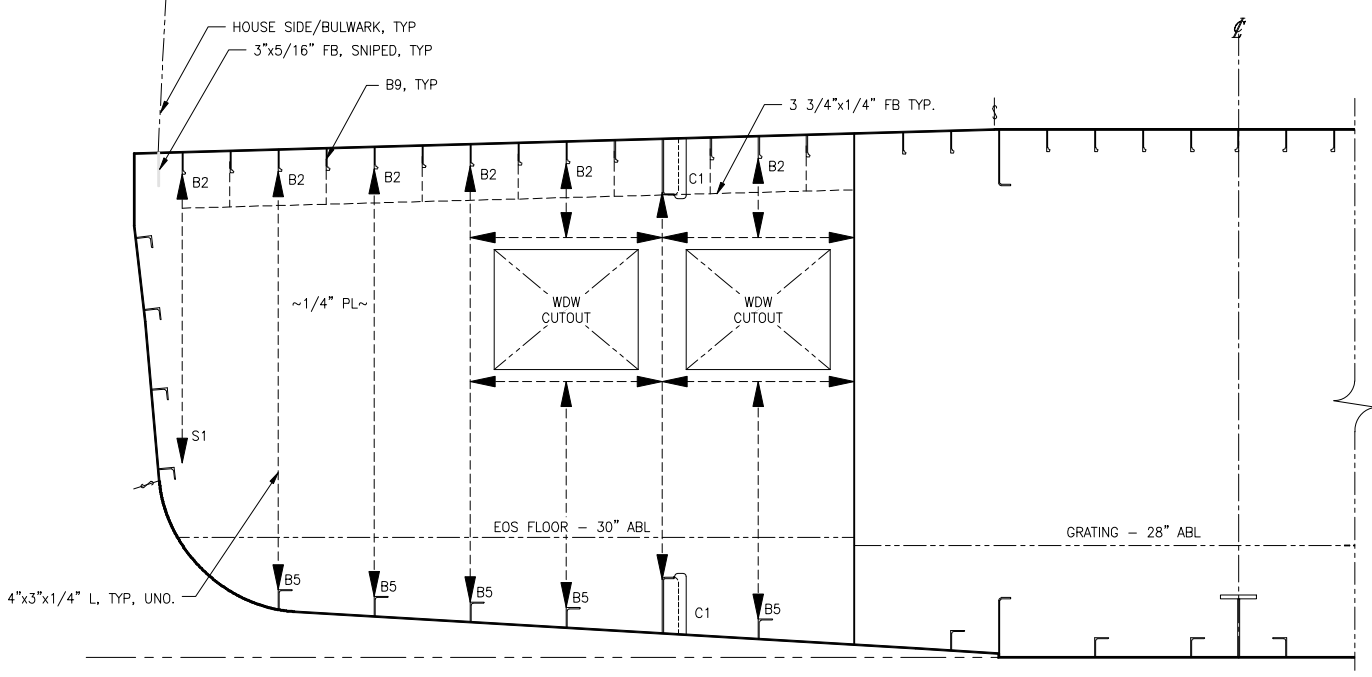 HOUSE SIDE/BULWARK, TYP
3"x5/16" FB, SNIPED, TYP
B9, TYP
3 3/4"x1/4" FB TYP.
℄
B2
B2
B2
B2
B2
C1
B2
WDW
CUTOUT
WDW
CUTOUT
~1/4" PL~
S1
EOS FLOOR - 30" ABL
GRATING - 28" ABL
4"x3"x1/4" L, TYP, UNO.
B5
B5
B5
B5
C1
B5